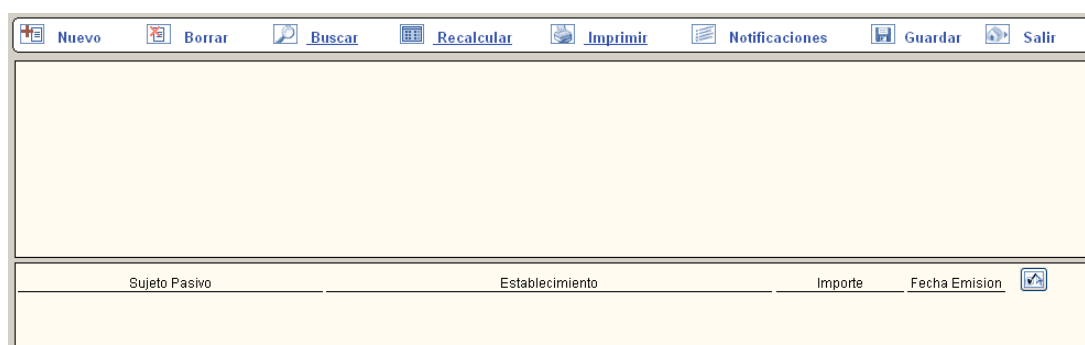 Nuevo Borrar Buscar Recalcular Imprimir Notificaciones Guardar Salir
Sujeto Pasivo Establecimiento Importe Fecha Emision